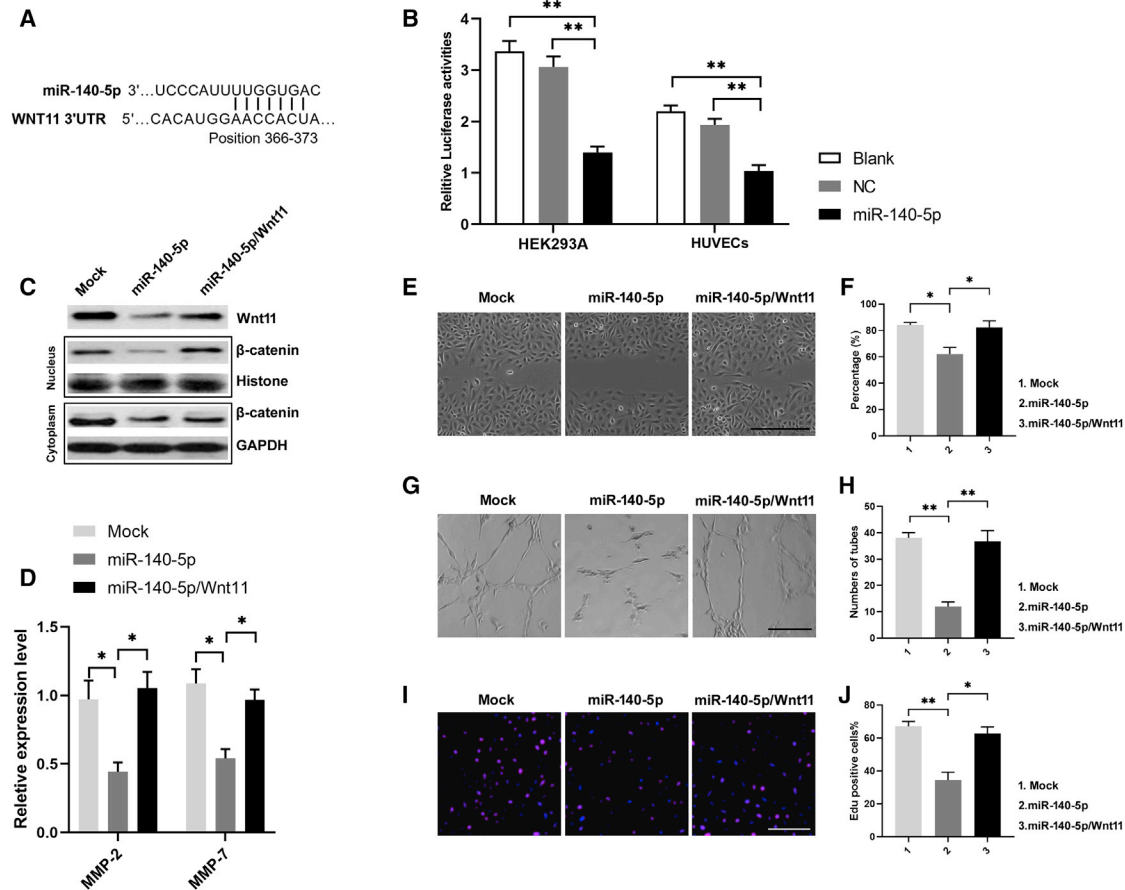 A
miR-140-5p 3'...UCCCAUUUUGGUGAC
WNT11 3'UTR 5'...CACAUGGAACCACUA...
Position 366-373
B
Relitive Luciferase activities
4
3
2
1
0
**
**
**
**
HEK293A
HUVECs
Blank
NC
miR-140-5p
C
Mock
miR-140-5p
miR-140-5p/Wnt11
Wnt11
Nucleus
β-catenin
Histone
Cytoplasm
β-catenin
GAPDH
D
Mock
miR-140-5p
miR-140-5p/Wnt11
Reletive expression level
1.5
1.0
0.5
0.0
*
*
*
*
MMP-2
MMP-7
E
Mock
miR-140-5p
miR-140-5p/Wnt11
F
Percentage (%)
100
80
60
40
20
0
*
*
1
2
3
1. Mock
2.miR-140-5p
3.miR-140-5p/Wnt11
G
Mock
miR-140-5p
miR-140-5p/Wnt11
H
Numbers of tubes
50
40
30
20
10
0
**
**
1
2
3
1. Mock
2.miR-140-5p
3.miR-140-5p/Wnt11
I
Mock
miR-140-5p
miR-140-5p/Wnt11
J
Edu positive cells%
80
60
40
20
0
**
*
1
2
3
1. Mock
2.miR-140-5p
3.miR-140-5p/Wnt11